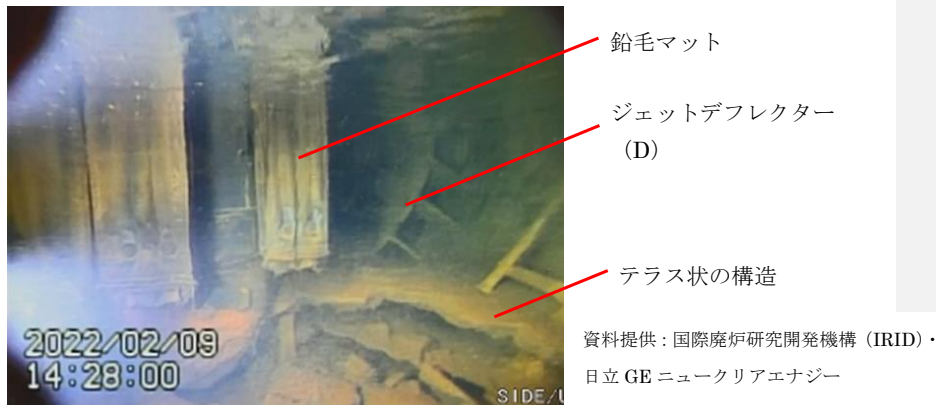 鉛毛マット
ジェットデフレクター
（D）
テラス状の構造
2022/02/09
14:28:00
SIDE/U
資料提供：国際廃炉研究開発機構（IRID）・
日立 GE ニュークリアエナジー